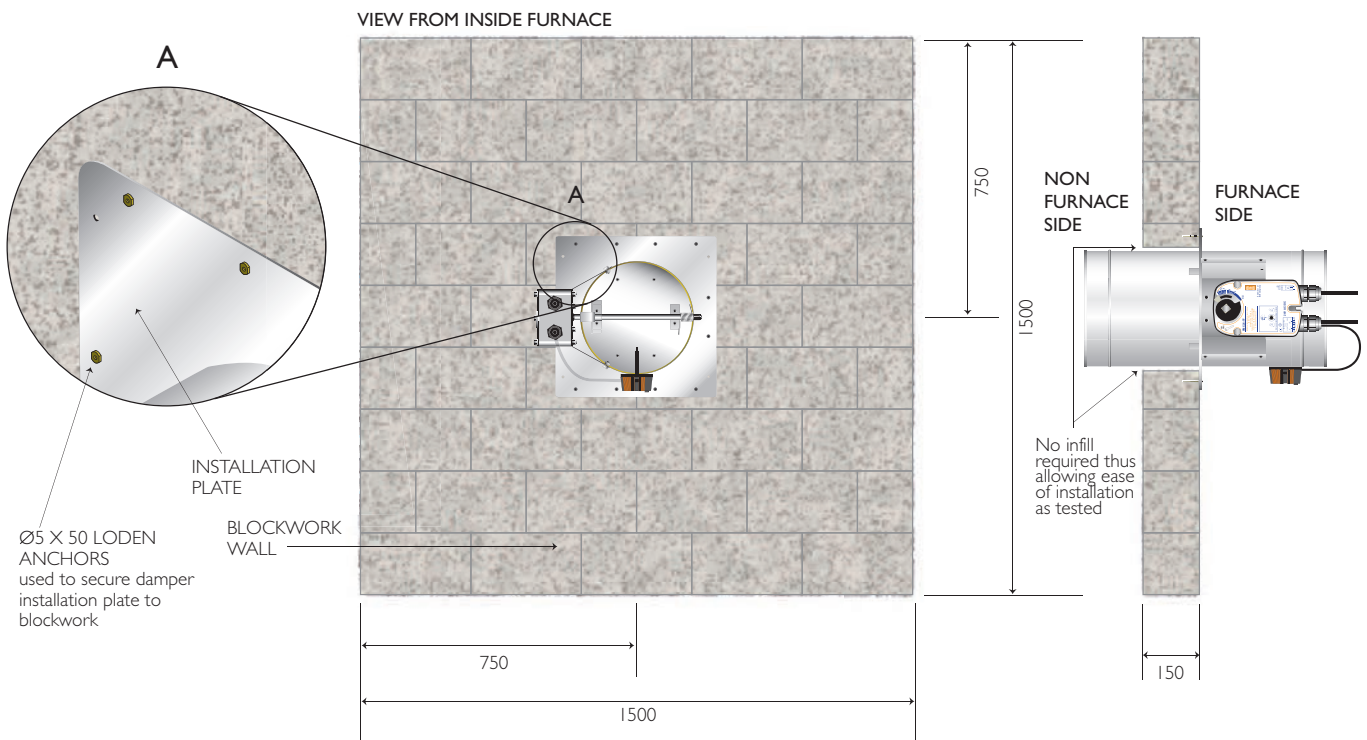 VIEW FROM INSIDE FURNACE
A
A
INSTALLATION
PLATE
Ø5 X 50 LODEN
ANCHORS
used to secure damper
installation plate to
blockwork
BLOCKWORK
WALL
750
1500
750
1500
NON
FURNACE
SIDE
FURNACE
SIDE
No infill
required thus
allowing ease
of installation
as tested
150